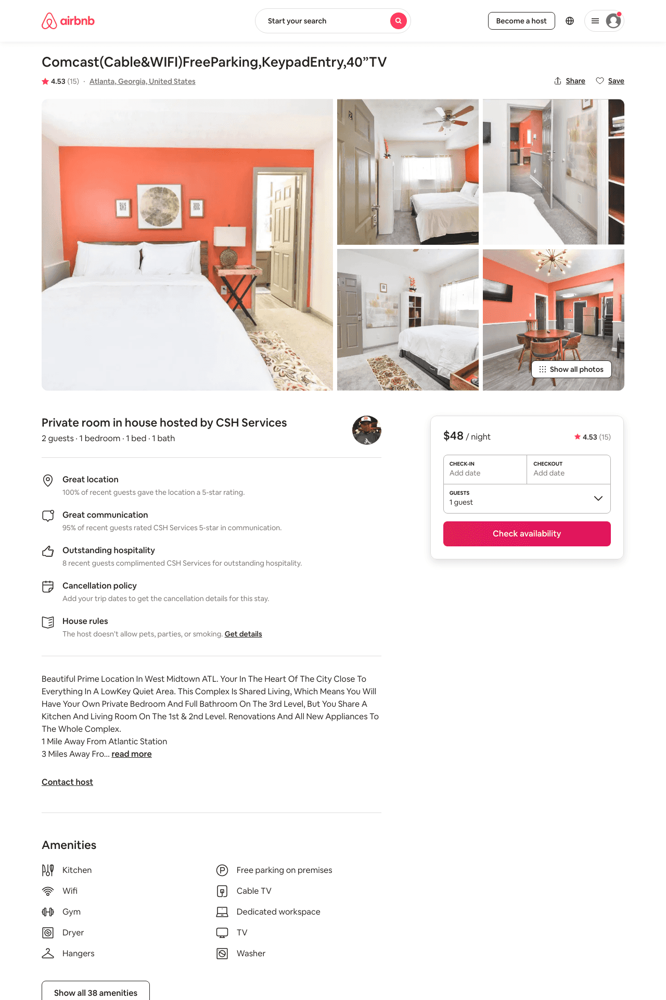 airbnb
Start your search
Become a host
Comcast(Cable&WIFI)FreeParking,KeypadEntry,40”TV
4.53 (15) · Atlanta, Georgia, United States
Share
Save
2
Show all photos
Private room in house hosted by CSH Services
2 guests · 1 bedroom · 1 bed · 1 bath
$48 / night
4.53 (15)
CHECK-IN
Add date
CHECKOUT
Add date
GUESTS
1 guest
Check availability
Great location
100% of recent guests gave the location a 5-star rating.
Great communication
95% of recent guests rated CSH Services 5-star in communication.
Outstanding hospitality
8 recent guests complimented CSH Services for outstanding hospitality.
Cancellation policy
Add your trip dates to get the cancellation details for this stay.
House rules
The host doesn’t allow pets, parties, or smoking. Get details
Beautiful Prime Location In West Midtown ATL. Your In The Heart Of The City Close To
Everything In A LowKey Quiet Area. This Complex Is Shared Living, Which Means You Will
Have Your Own Private Bedroom And Full Bathroom On The 3rd Level, But You Share A
Kitchen And Living Room On The 1st & 2nd Level. Renovations And All New Appliances To
The Whole Complex.
1 Mile Away From Atlantic Station
3 Miles Away Fro... read more
Contact host
Amenities
Kitchen
Free parking on premises
Wifi
Cable TV
Gym
Dedicated workspace
Dryer
TV
Hangers
Washer
Show all 38 amenities